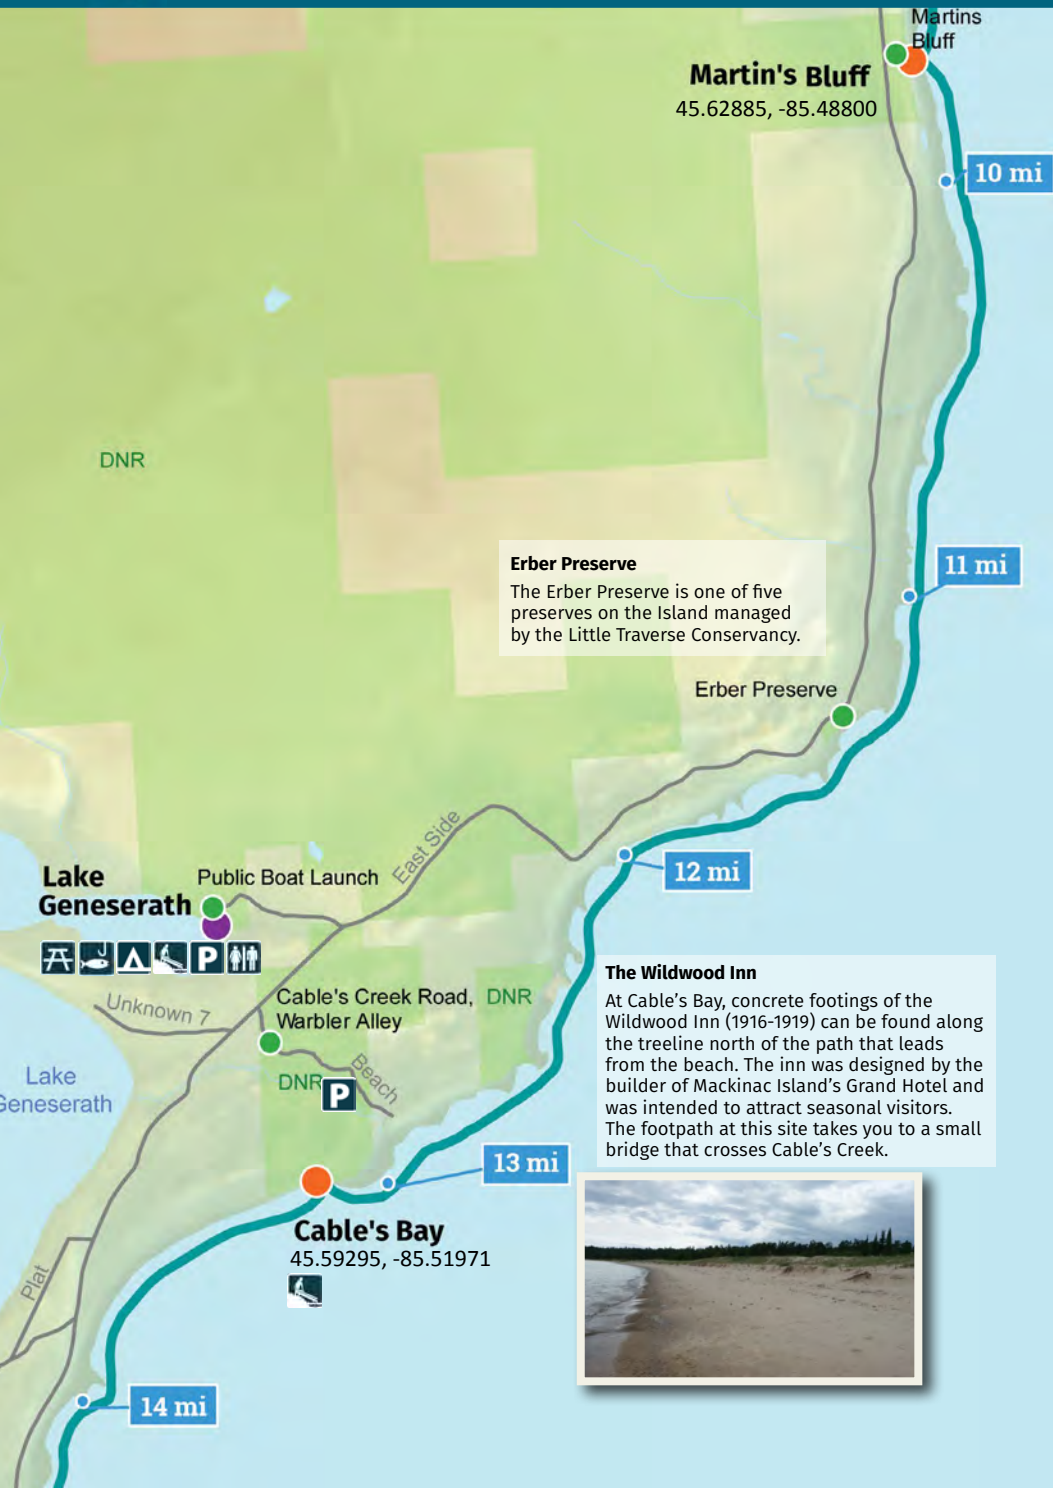 Martins
Bluff
Martin's Bluff
45.62885, -85.48800
10 mi
DNR
11 mi
Erber Preserve
The Erber Preserve is one of five
preserves on the Island managed
by the Little Traverse Conservancy.
Erber Preserve
East Side
12 mi
Lake
Geneserath
Public Boat Launch
P
Unknown 7
Cable's Creek Road,
Warbler Alley
DNR
The Wildwood Inn
At Cable's Bay, concrete footings of the
Wildwood Inn (1916-1919) can be found along
the treeline north of the path that leads
from the beach. The inn was designed by the
builder of Mackinac Island's Grand Hotel and
was intended to attract seasonal visitors.
The footpath at this site takes you to a small
bridge that crosses Cable's Creek.
Lake
Geneserath
DNR
P
Beach
13 mi
Cable's Bay
45.59295, -85.51971
Plat
14 mi